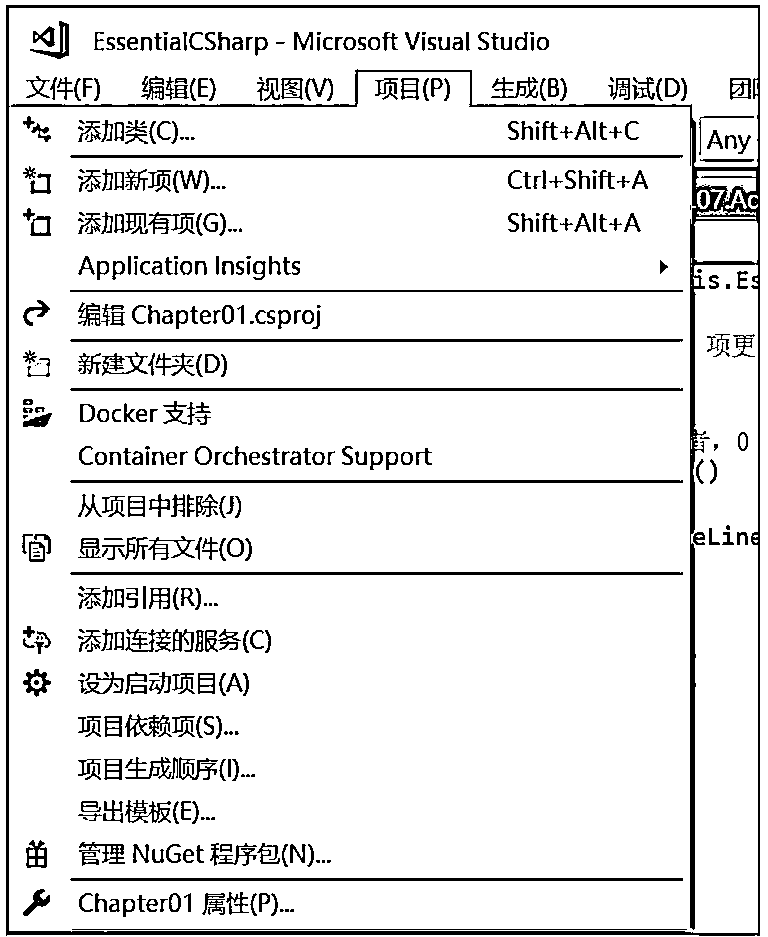 EssentialCSharp - Microsoft Visual Studio
文件(F) 编辑(E) 视图(V) 项目(P) 生成(B) 调试(D) 团
添加类(C)... Shift+Alt+C
Any
添加新项(W)... Ctrl+Shift+A
07.Ac
添加现有项(G)... Shift+Alt+A
Application Insights
is.Es
编辑 Chapter01.csproj
项更
新建文件夹(D)
Docker 支持
者，0
Container Orchestrator Support
()
从项目中排除(J)
eLine
显示所有文件(O)
添加引用(R)...
添加连接的服务(C)
设为启动项目(A)
项目依赖项(S)...
项目生成顺序(I)...
导出模板(E)...
管理 NuGet 程序包(N)...
Chapter01 属性(P)...